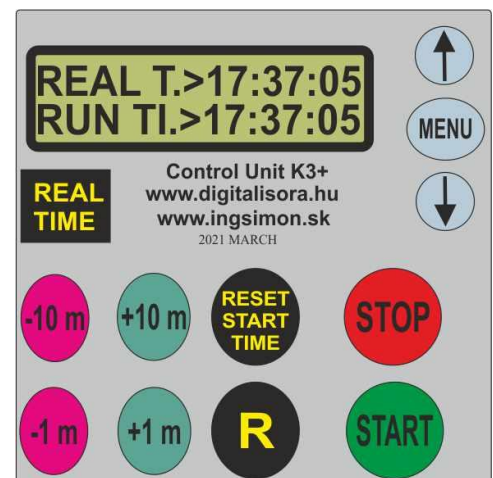 REAL T.>17:37:05
RUN TI.>17:37:05
MENU
Control Unit K3+
www.digitalisora.hu
www.ingsimon.sk
2021 MARCH
REAL
TIME
-10 m
+10 m
RESET
START
TIME
STOP
-1 m
+1 m
R
START